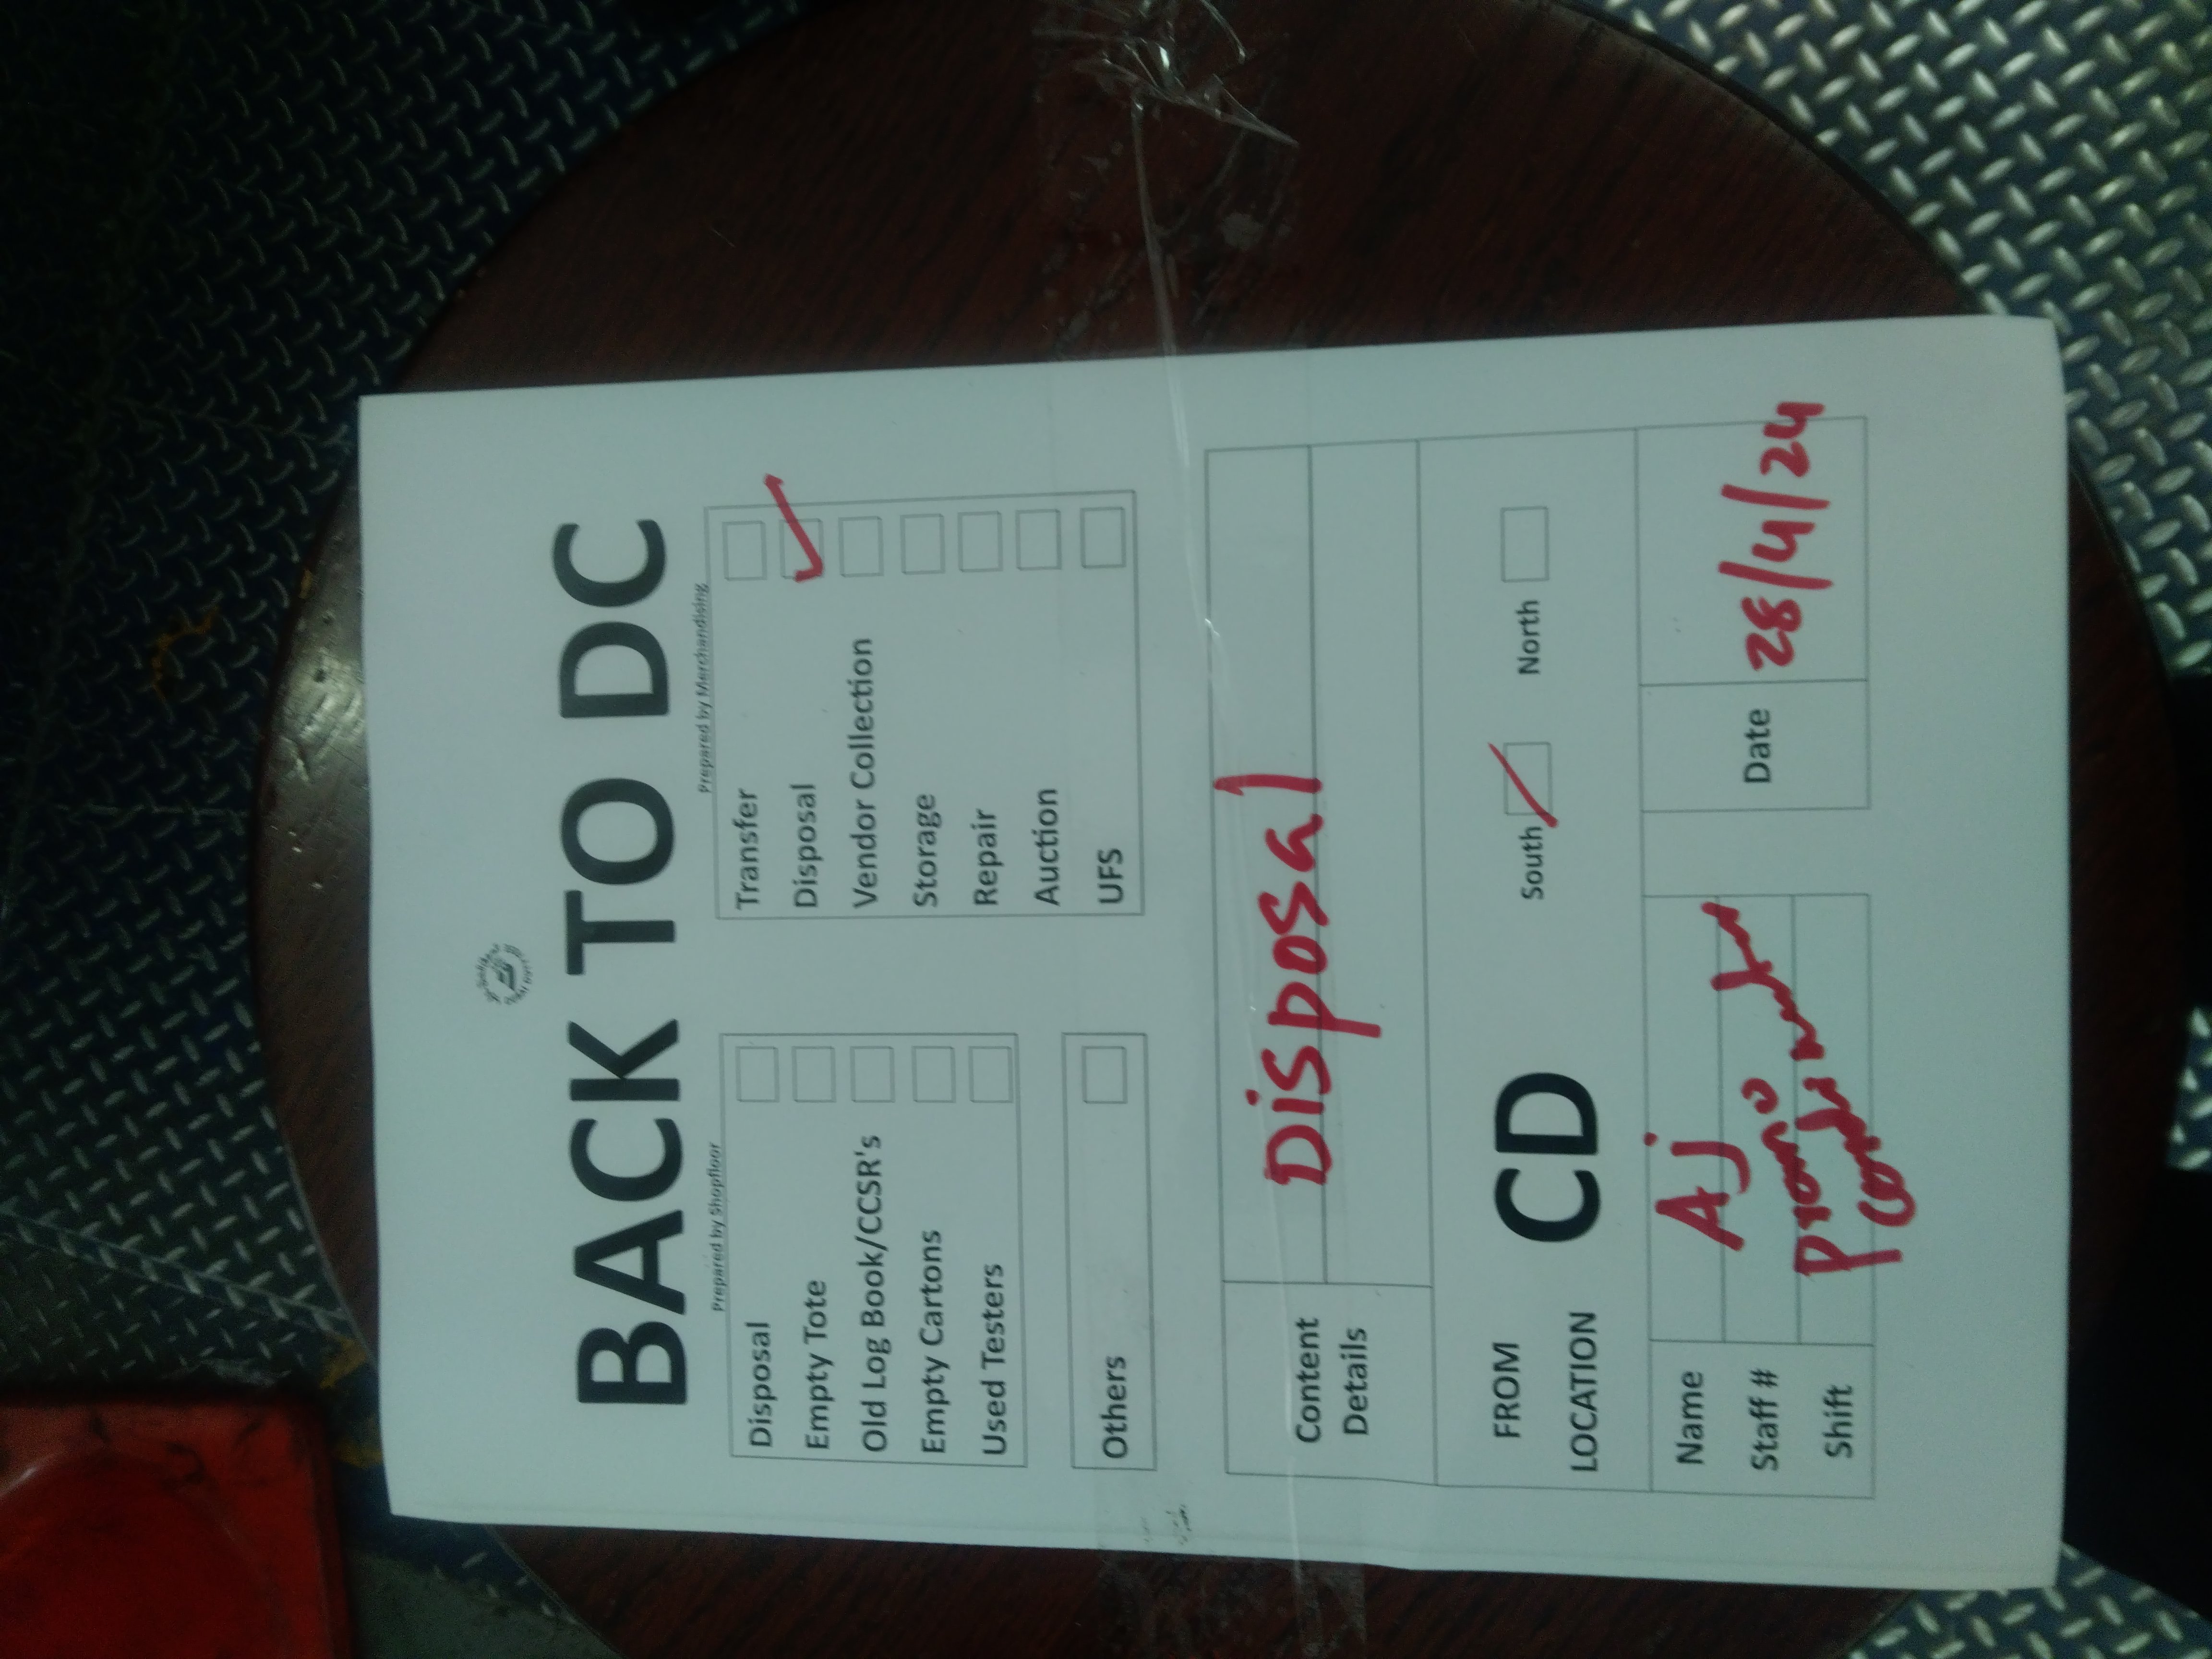 BACK TO DC
Prepared by Shopfloor
Disposal
Empty Tote
Old Log Book/CCSR's
Empty Cartons
Used Testers
Others
Prepared by Merchandising
Transfer
Disposal
Vendor Collection
Storage
Repair
Auction
UFS
Content Details
Disposal
FROM LOCATION
CD
South
North
Name
AJ
Staff #
Promo
Shift
Date
28/4/24